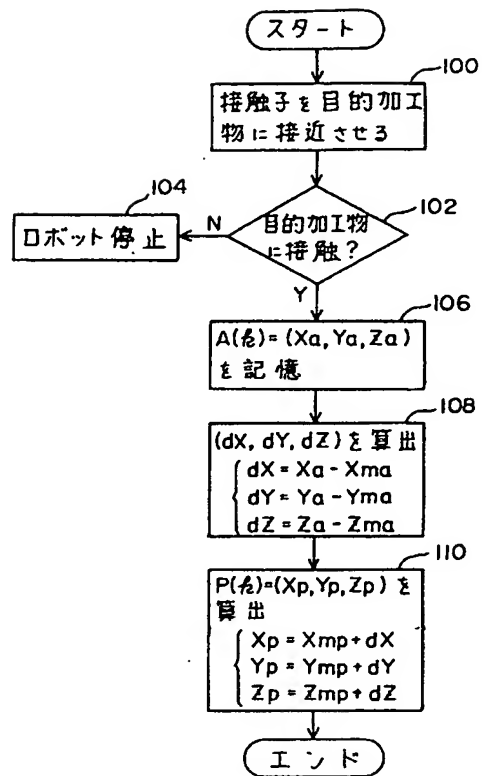 スタート
100
接触子を目的加工
物に接近させる
104
102
ロボット停止
N
目的加工物
に接触?
Y
106
A(k)=(Xa,Ya,Za)
を記憶
108
(dX, dY, dZ)を算出
dX = Xa - Xma
dY = Ya - Yma
dZ = Za - Zma
110
P(k)=(Xp,Yp,Zp)を
算出
Xp = Xmp + dX
Yp = Ymp + dY
Zp = Zmp + dZ
エンド